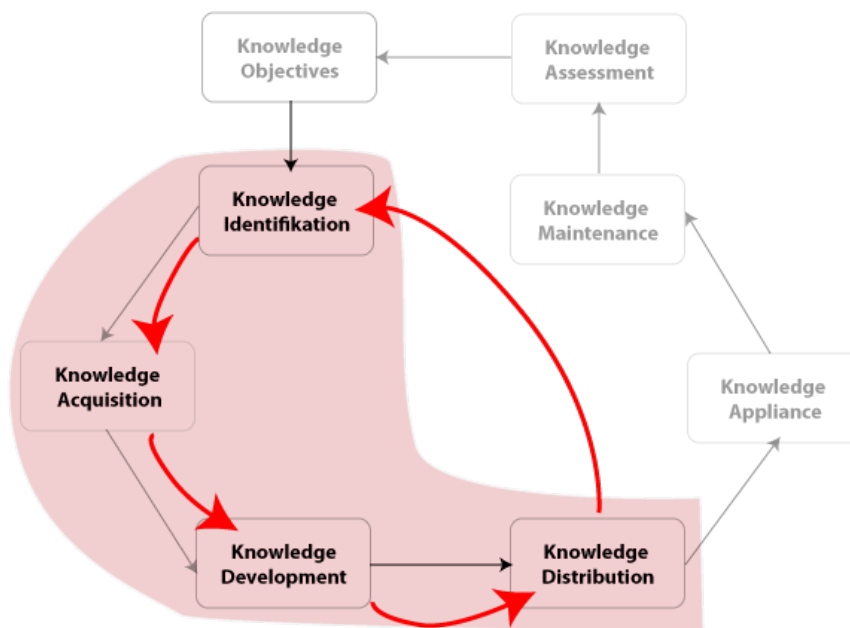 Knowledge
Objectives
Knowledge
Assessment
Knowledge
Identifikation
Knowledge
Maintenance
Knowledge
Acquisition
Knowledge
Appliance
Knowledge
Development
Knowledge
Distribution